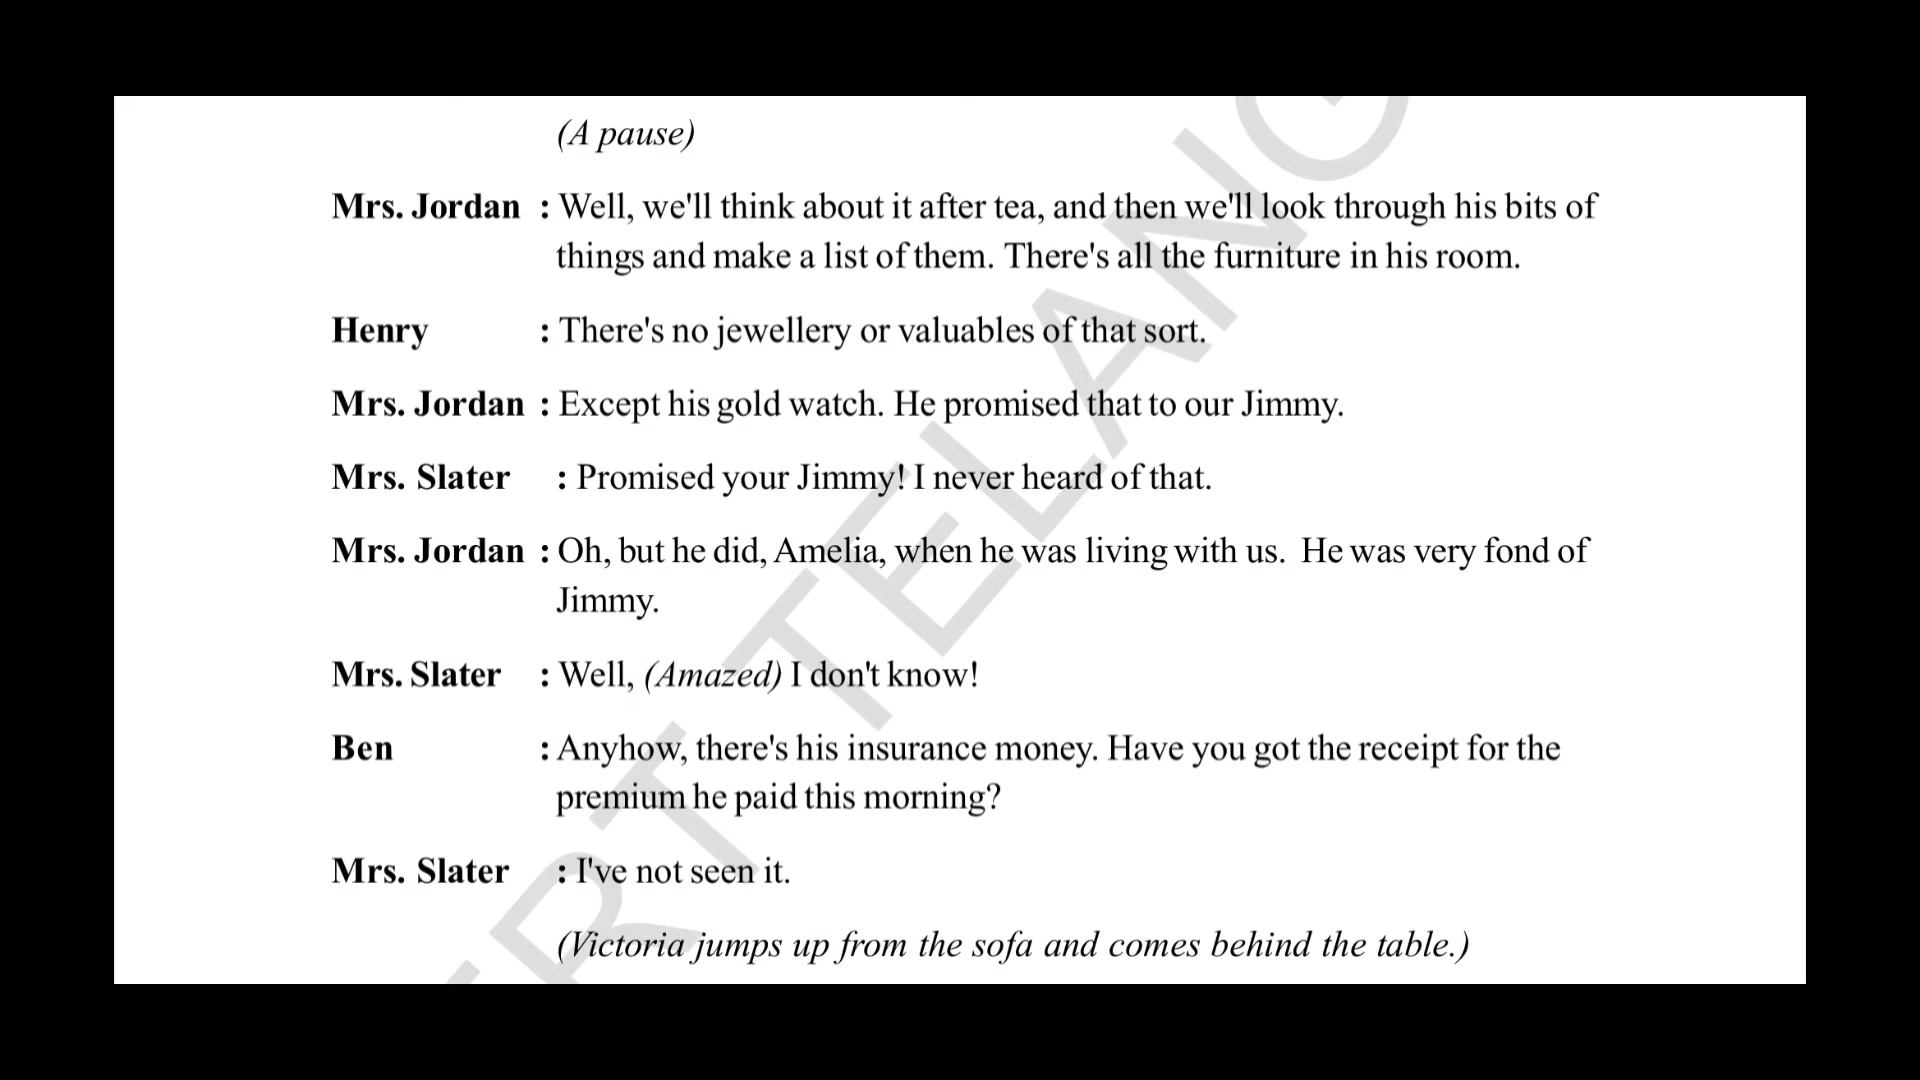 (A pause)
Mrs. Jordan : Well, we'll think about it after tea, and then we'll look through his bits of
things and make a list of them. There's all the furniture in his room.
Henry : There's no jewellery or valuables of that sort.
Mrs. Jordan : Except his gold watch. He promised that to our Jimmy.
Mrs. Slater : Promised your Jimmy! I never heard of that.
Mrs. Jordan : Oh, but he did, Amelia, when he was living with us. He was very fond of
Jimmy.
Mrs. Slater : Well, (Amazed) I don't know!
Ben : Anyhow, there's his insurance money. Have you got the receipt for the
premium he paid this morning?
Mrs. Slater : I've not seen it.
(Victoria jumps up from the sofa and comes behind the table.)
ERT TELANG